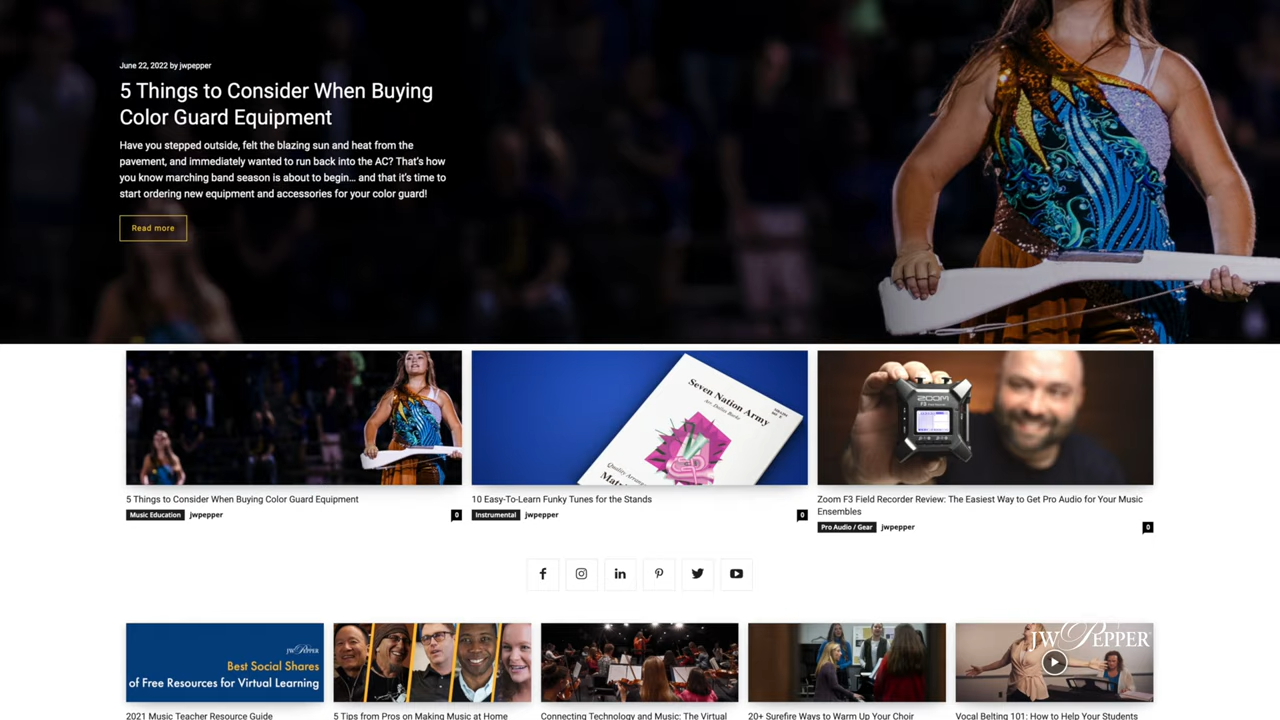 June 22, 2022 by jwpepper
5 Things to Consider When Buying
Color Guard Equipment
Have you stepped outside, felt the blazing sun and heat from the
pavement, and immediately wanted to run back into the AC? That's how
you know marching band season is about to begin... and that it's time to
start ordering new equipment and accessories for your color guard!
Read more
Seven Nation Army
Arr. Dallas Burke
ZOOM
F3
5 Things to Consider When Buying Color Guard Equipment
Music Education jwpepper 0
10 Easy-To-Learn Funky Tunes for the Stands
Instrumental jwpepper 0
Zoom F3 Field Recorder Review: The Easiest Way to Get Pro Audio for Your Music
Ensembles
Pro Audio / Gear jwpepper 0
JW Pepper
Best Social Shares
of Free Resources for Virtual Learning
JW PEPPER
2021 Music Teacher Resource Guide
5 Tips from Pros on Making Music at Home
Connecting Technology and Music: The Virtual
20+ Surefire Ways to Warm Up Your Choir
Vocal Belting 101: How to Help Your Students